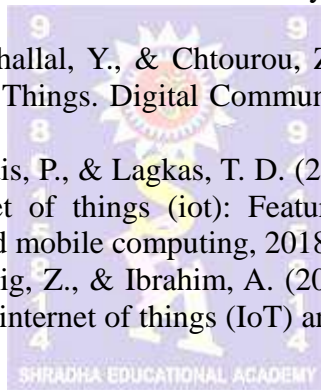 hallal, Y., & Chtourou, Z
Things. Digital Commun
is, P., & Lagkas, T. D. (2
et of things (iot): Featur
d mobile computing, 2018
ig, Z., & Ibrahim, A. (20
internet of things (IoT) an
SHRADHA EDUCATIONAL ACADEMY